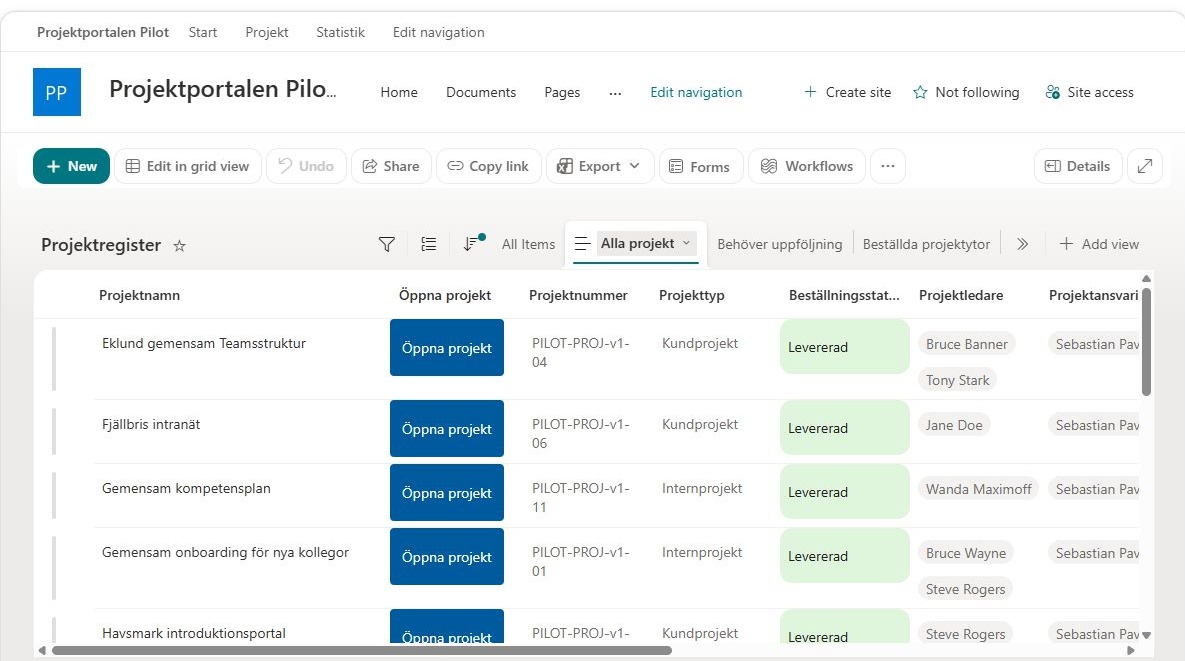 Projektportalen Pilot Start Projekt Statistik Edit navigation
PP Projektportalen Pilo... Home Documents Pages ... Edit navigation Create site Not following Site access
New Edit in grid view Undo Share Copy link Export Forms Workflows ... Details
Projektregister All Items Alla projekt Behöver uppföljning Beställda projektytor Add view
Projektnamn Öppna projekt Projektnummer Projekttyp Beställningsstat... Projektledare Projektansvari
Eklund gemensam Teamsstruktur Öppna projekt PILOT-PROJ-v1- Kundprojekt Levererad Bruce Banner Sebastian Pav
04
Tony Stark
Fjällbris intranät Öppna projekt PILOT-PROJ-v1- Kundprojekt Levererad Jane Doe Sebastian Pav
06
Gemensam kompetensplan Öppna projekt PILOT-PROJ-v1- Internprojekt Levererad Wanda Maximoff Sebastian Pav
11
Gemensam onboarding för nya kollegor Öppna projekt PILOT-PROJ-v1- Internprojekt Levererad Bruce Wayne Sebastian Pav
01
Steve Rogers
Havsmark introduktionsportal Öppna projekt PILOT-PROJ-v1- Kundprojekt Levererad Steve Rogers Sebastian Pav